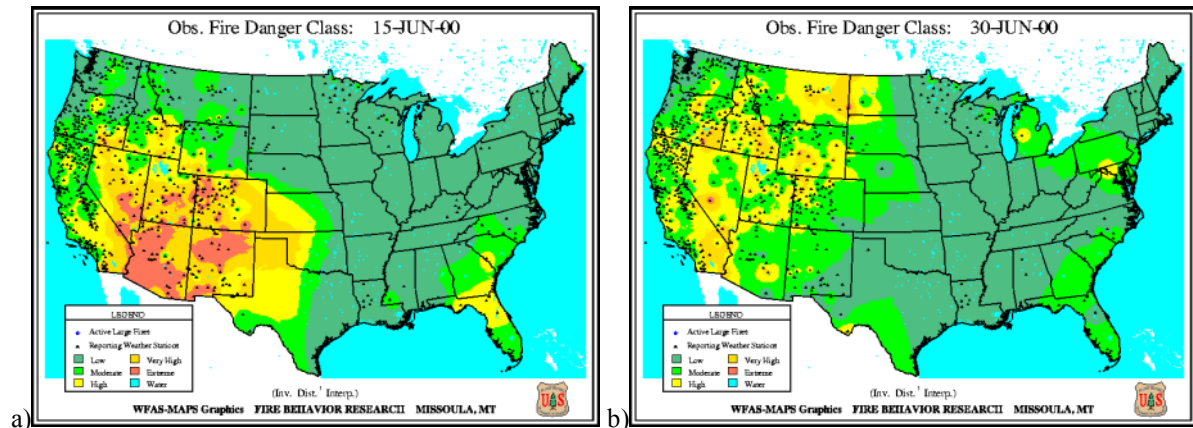 Obs. Fire Danger Class: 15-JUN-00
LEGEND
Active Large Fires
Reporting Weather Stations
Low Very High
Moderate Extreme
High Water
(Inv. Dist.² Interp.)
WFAS-MAPS Graphics FIRE BEHAVIOR RESEARCH MISSOULA, MT
a)
Obs. Fire Danger Class: 30-JUN-00
LEGEND
Active Large Fires
Reporting Weather Stations
Low Very High
Moderate Extreme
High Water
(Inv. Dist.² Interp.)
WFAS-MAPS Graphics FIRE BEHAVIOR RESEARCH MISSOULA, MT
b)